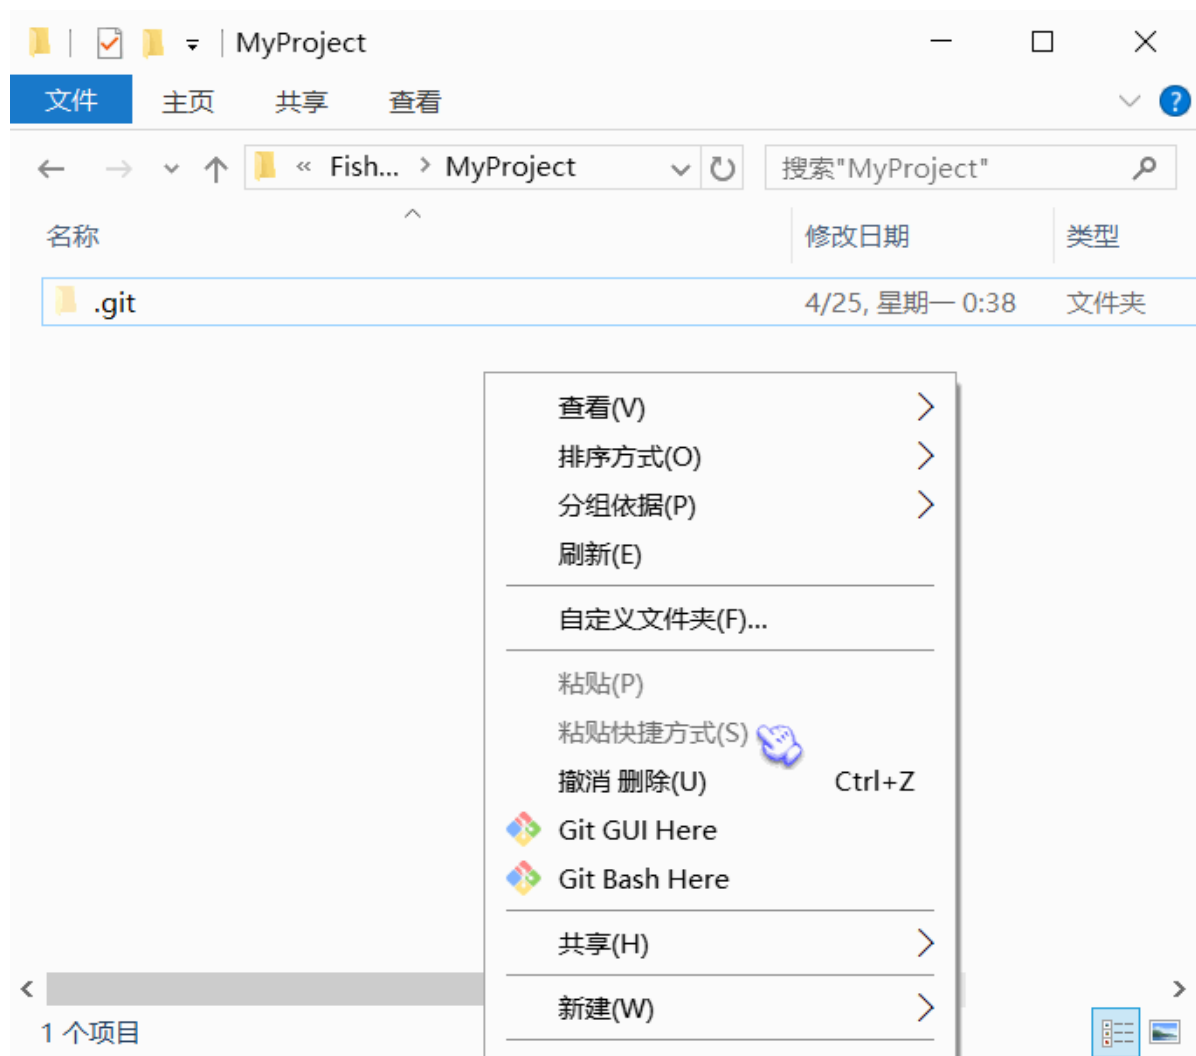 MyProject
文件 主页 共享 查看
« Fish... > MyProject 搜索"MyProject"
名称 修改日期 类型
.git 4/25, 星期一 0:38 文件夹
查看(V)
排序方式(O)
分组依据(P)
刷新(E)
自定义文件夹(F)...
粘贴(P)
粘贴快捷方式(S)
撤消 删除(U) Ctrl+Z
Git GUI Here
Git Bash Here
共享(H)
新建(W)
1 个项目